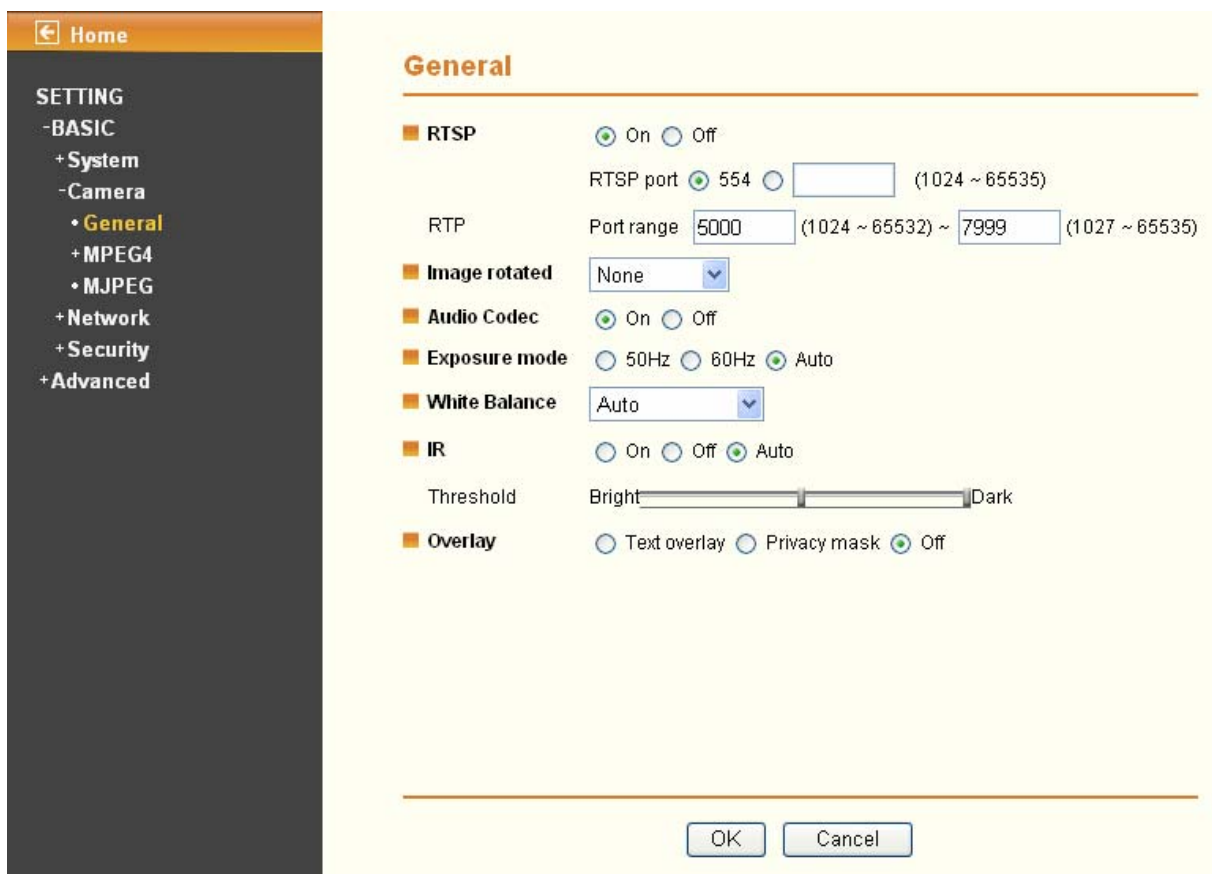 Home
SETTING
-BASIC
+System
-Camera
• General
+MPEG4
• MJPEG
+Network
+Security
+Advanced
General
RTSP On Off
RTSP port 554 (1024 ~ 65535)
RTP Port range 5000 (1024 ~ 65532) ~ 7999 (1027 ~ 65535)
Image rotated None
Audio Codec On Off
Exposure mode 50Hz 60Hz Auto
White Balance Auto
IR On Off Auto
Threshold Bright Dark
Overlay Text overlay Privacy mask Off
OK Cancel